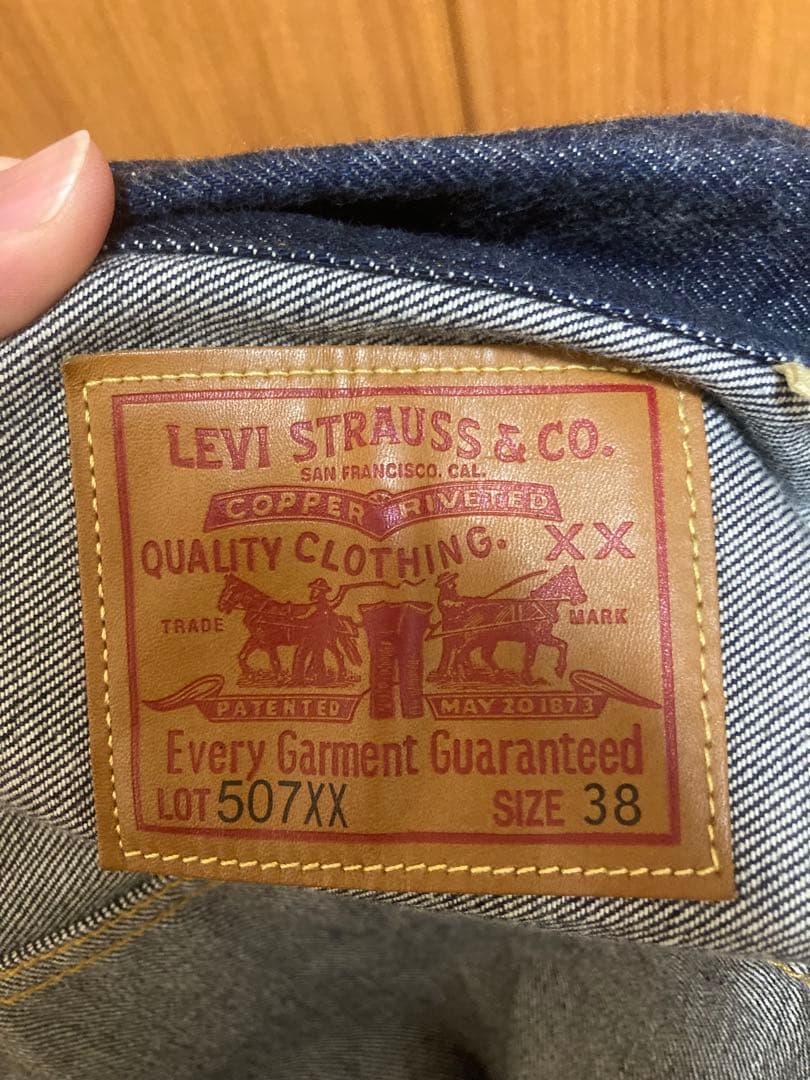 LEVI STRAUSS & CO.
SAN FRANCISCO, CAL.
COPPER RIVETED
QUALITY CLOTHING. XX
TRADE MARK
PATENTED MAY 20 1873
Every Garment Guaranteed
LOT 507XX SIZE 38